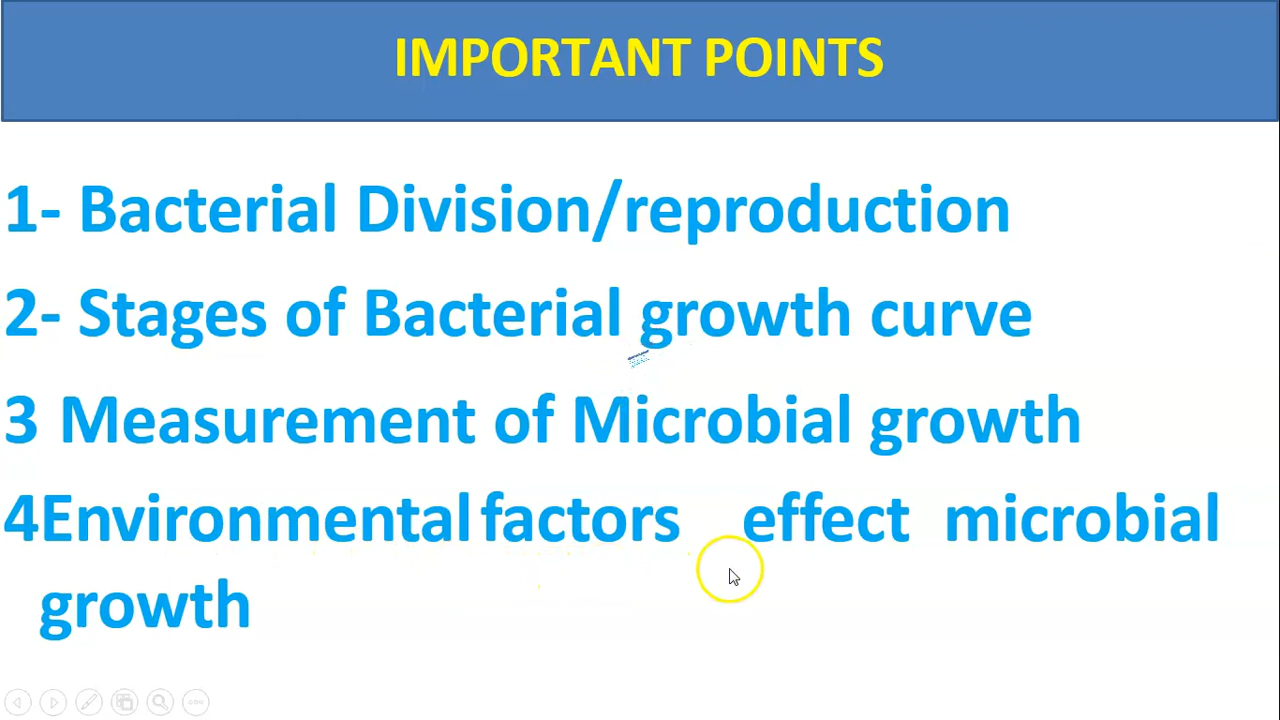 IMPORTANT POINTS
1- Bacterial Division/reproduction
2- Stages of Bacterial growth curve
3 Measurement of Microbial growth
4Environmental factors effect microbial
growth